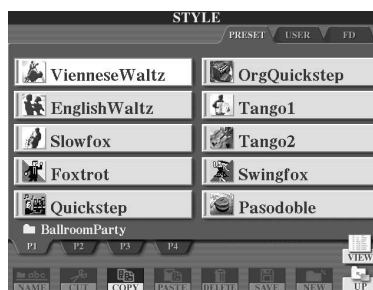 STYLE
PRESET USER FD
VienneseWaltz OrgQuickstep
EnglishWaltz Tango1
Slowfox Tango2
Foxtrot Swingfox
Quickstep Pasodoble
BallroomParty
P1 P2 P3 P4
VIEW
abc
NAME CUT COPY PASTE DELETE SAVE NEW UP